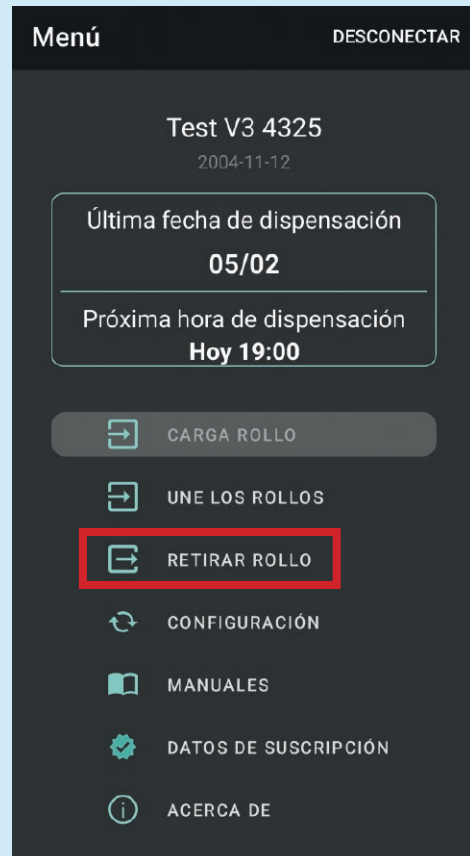 Menú DESCONECTAR
Test V3 4325
2004-11-12
Última fecha de dispensación
05/02
Próxima hora de dispensación
Hoy 19:00
CARGA ROLLO
UNE LOS ROLLOS
RETIRAR ROLLO
CONFIGURACIÓN
MANUALES
DATOS DE SUSCRIPCIÓN
ACERCA DE